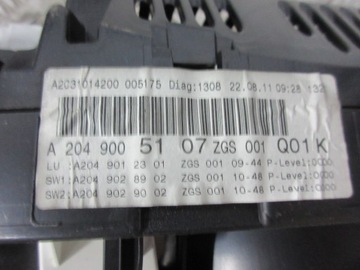 A2031014200 005175 Diag:1308 22.08.11 09:28 t32
A 204 900 51 07 ZGS 001 Q01K
LU :A204 901 23 01 ZGS 001 09-44 P-Level:0000
SW1:A204 902 89 02 ZGS 001 10-48 P-Level:0000
SW2:A204 902 90 02 ZGS 001 10-48 P-Level:0000